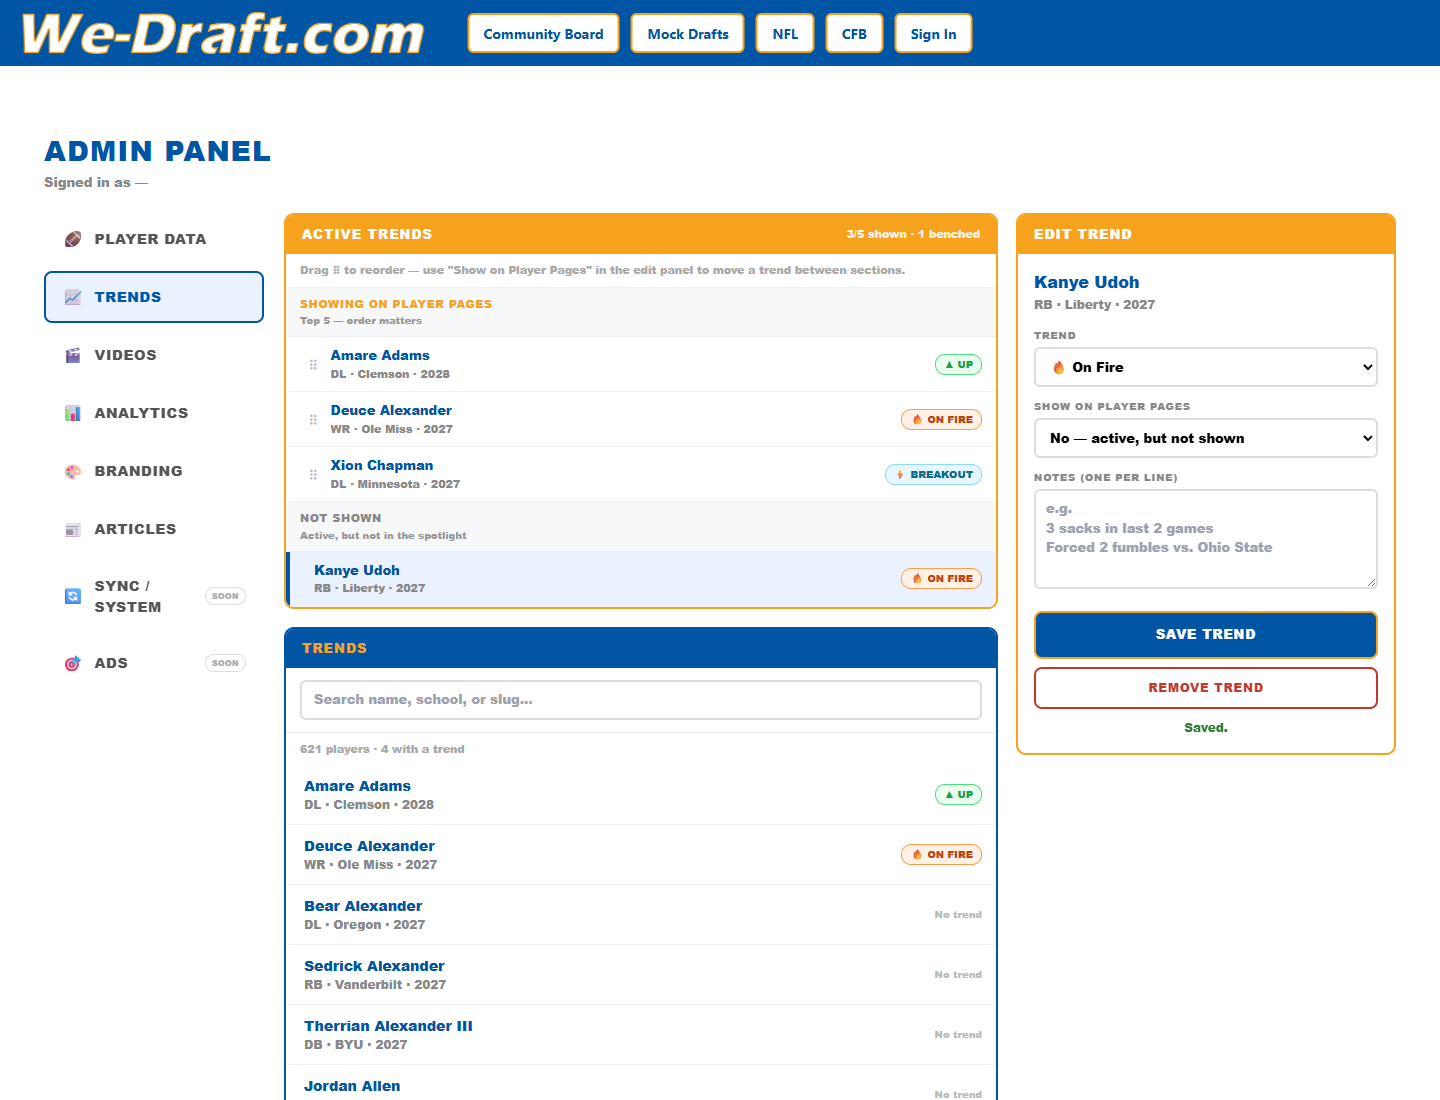 We-Draft.com
Community Board
Mock Drafts
NFL
CFB
Sign In
ADMIN PANEL
Signed in as —
PLAYER DATA
TRENDS
VIDEOS
ANALYTICS
BRANDING
ARTICLES
SYNC /
SYSTEM
SOON
ADS
SOON
ACTIVE TRENDS
3/5 shown · 1 benched
Drag ⠿ to reorder — use "Show on Player Pages" in the edit panel to move a trend between sections.
SHOWING ON PLAYER PAGES
Top 5 — order matters
Amare Adams
▲ UP
DL · Clemson · 2028
Deuce Alexander
🔥 ON FIRE
WR · Ole Miss · 2027
Xion Chapman
⚡ BREAKOUT
DL · Minnesota · 2027
NOT SHOWN
Active, but not in the spotlight
Kanye Udoh
🔥 ON FIRE
RB · Liberty · 2027
TRENDS
Search name, school, or slug...
621 players · 4 with a trend
Amare Adams
▲ UP
DL · Clemson · 2028
Deuce Alexander
🔥 ON FIRE
WR · Ole Miss · 2027
Bear Alexander
No trend
DL · Oregon · 2027
Sedrick Alexander
No trend
RB · Vanderbilt · 2027
Therrian Alexander III
No trend
DB · BYU · 2027
Jordan Allen
No trend
EDIT TREND
Kanye Udoh
RB · Liberty · 2027
TREND
🔥 On Fire
SHOW ON PLAYER PAGES
No — active, but not shown
NOTES (ONE PER LINE)
e.g.
3 sacks in last 2 games
Forced 2 fumbles vs. Ohio State
SAVE TREND
REMOVE TREND
Saved.